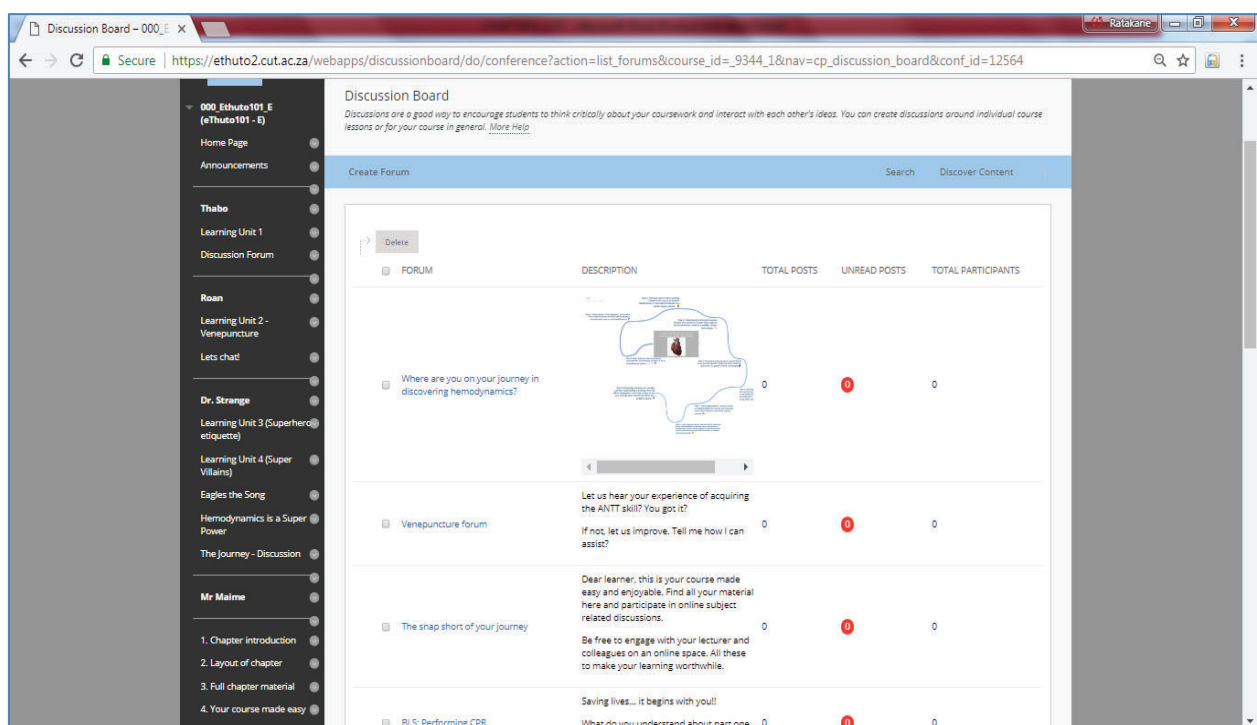 Discussion Board – 000_E
Ratakane
Secure | https://ethuto2.cut.ac.za/webapps/discussionboard/do/conference?action=list_forums&course_id=_9344_1&nav=cp_discussion_board&conf_id=12564
000_Ethuto101_E
(eThuto101 - E)
Home Page
Announcements
Thabo
Learning Unit 1
Discussion Forum
Roan
Learning Unit 2 -
Venepuncture
Lets chat!
Dr. Strange
Learning Unit 3 (Superhero
etiquette)
Learning Unit 4 (Super
Villains)
Eagles the Song
Hemodynamics is a Super
Power
The Journey - Discussion
Mr Maime
1. Chapter introduction
2. Layout of chapter
3. Full chapter material
4. Your course made easy
Discussion Board
Discussions are a good way to encourage students to think critically about your coursework and interact with each other's ideas. You can create discussions around individual course
lessons or for your course in general. More Help
Create Forum Search Discover Content
Delete
FORUM DESCRIPTION TOTAL POSTS UNREAD POSTS TOTAL PARTICIPANTS
Where are you on your journey in
discovering hemodynamics?
0 0 0
Venepuncture forum
Let us hear your experience of acquiring
the ANTT skill? You got it?
If not, let us improve. Tell me how I can
assist?
0 0 0
The snap short of your journey
Dear learner, this is your course made
easy and enjoyable. Find all your material
here and participate in online subject
related discussions.
Be free to engage with your lecturer and
colleagues on an online space. All these
to make your learning worthwhile.
0 0 0
BLS: Performing CPR
Saving lives... it begins with you!!
What do you understand about part one
0 0 0